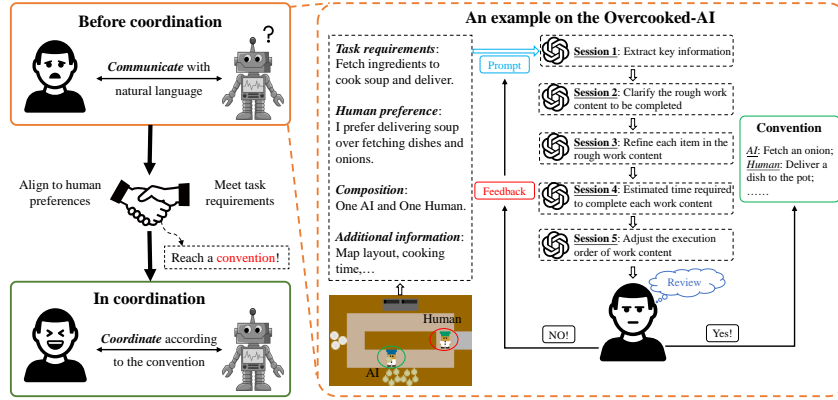 Before coordination
?
Communicate with
natural language
Align to human
preferences
Meet task
requirements
Reach a convention!
In coordination
Coordinate according
to the convention
An example on the Overcooked-AI
Task requirements:
Fetch ingredients to
cook soup and deliver.
Human preference:
I prefer delivering soup
over fetching dishes and
onions.
Composition:
One AI and One Human.
Additional information:
Map layout, cooking
time,…
Human
AI
Prompt
Feedback
Session 1: Extract key information
Session 2: Clarify the rough work
content to be completed
Session 3: Refine each item in the
rough work content
Session 4: Estimated time required
to complete each work content
Session 5: Adjust the execution
order of work content
Review
NO!
Yes!
Convention
AI: Fetch an onion;
Human: Deliver a
dish to the pot;
……